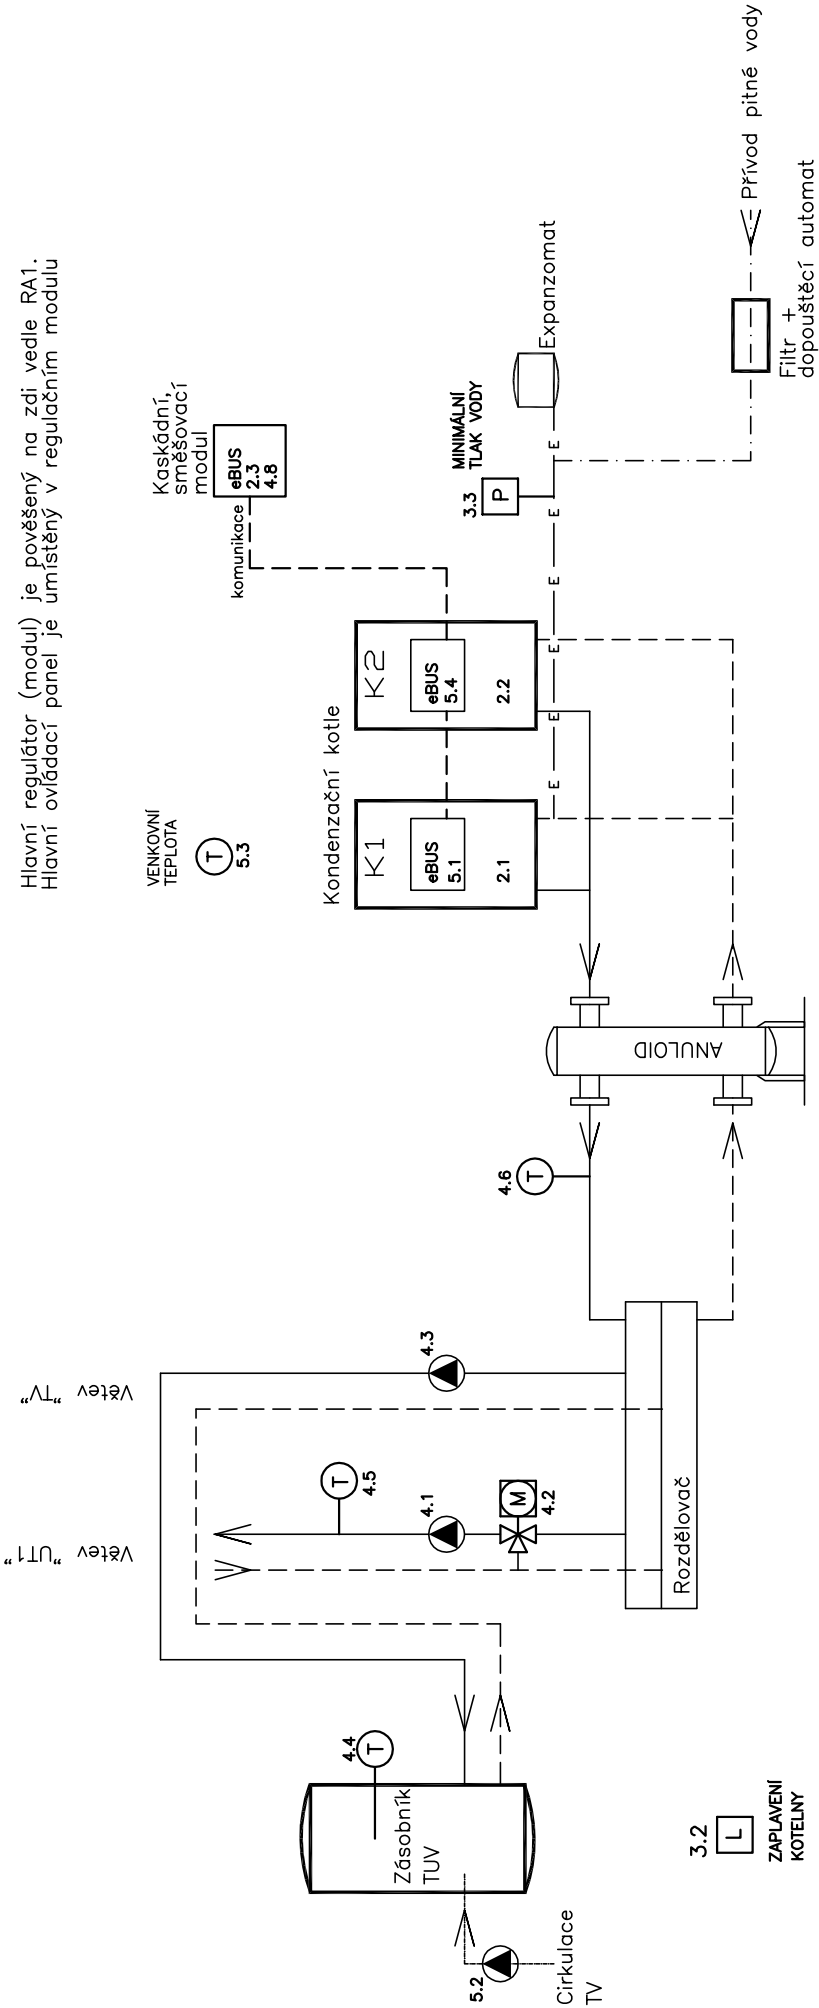 Hlavní regulátor (modul) je pověšený na zdi vedle RA1.
Hlavní ovládací panel je umístěný v regulačním modulu
Větev "UT1"
Větev "TV"
VENKOVNÍ
TEPLOTA
T
5.3
Kaskádní,
směšovací
modul
eBUS
2.3
4.8
komunikace
Kondenzační kotle
K1
eBUS
5.1
2.1
K2
eBUS
5.4
2.2
MINIMÁLNÍ
TLAK VODY
3.3
P
Expanzomat
E
E
E
E
E
E
Přívod pitné vody
Filtr +
dopouštěcí automat
ANULOID
4.6
T
4.3
T
4.5
4.1
M
4.2
Rozdělovač
4.4
T
Zásobník
TUV
5.2
Cirkulace
TV
3.2
L
ZAPLAVENÍ
KOTELNY